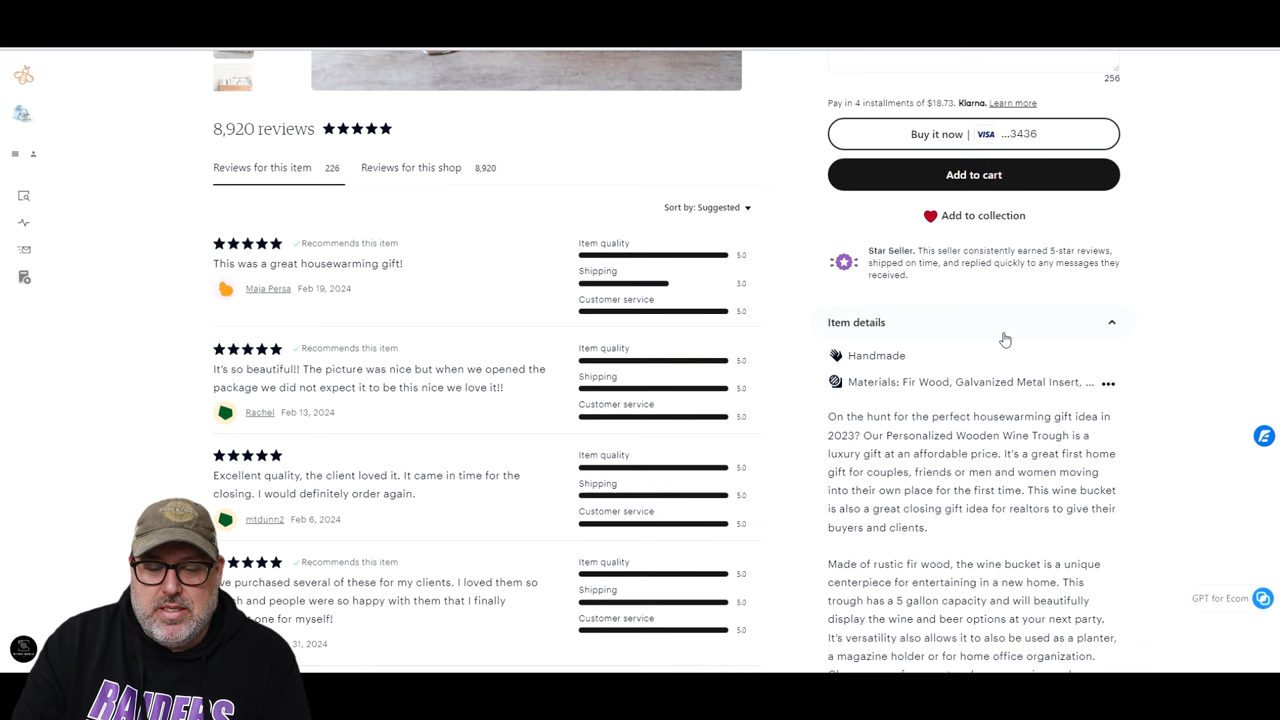 256
Pay in 4 installments of $18.73. Klarna. Learn more
Buy it now | VISA ...3436
Add to cart
Add to collection
Star Seller. This seller consistently earned 5-star reviews,
shipped on time, and replied quickly to any messages they
received.
8,920 reviews
Reviews for this item 226 Reviews for this shop 8,920
Sort by: Suggested
Recommends this item
This was a great housewarming gift!
Maja Persa Feb 19, 2024
Item quality 5.0
Shipping 3.0
Customer service 5.0
Recommends this item
It's so beautiful!! The picture was nice but when we opened the
package we did not expect it to be this nice we love it!!
Rachel Feb 13, 2024
Item quality 5.0
Shipping 5.0
Customer service 5.0
Excellent quality, the client loved it. It came in time for the
closing. I would definitely order again.
mtdunn2 Feb 6, 2024
Item quality 5.0
Shipping 5.0
Customer service 5.0
Recommends this item
purchased several of these for my clients. I loved them so
and people were so happy with them that I finally
one for myself!
31, 2024
Item quality 5.0
Shipping 5.0
Customer service 5.0
Item details
Handmade
Materials: Fir Wood, Galvanized Metal Insert, ...
On the hunt for the perfect housewarming gift idea in
2023? Our Personalized Wooden Wine Trough is a
luxury gift at an affordable price. It's a great first home
gift for couples, friends or men and women moving
into their own place for the first time. This wine bucket
is also a great closing gift idea for realtors to give their
buyers and clients.
Made of rustic fir wood, the wine bucket is a unique
centerpiece for entertaining in a new home. This
trough has a 5 gallon capacity and will beautifully
display the wine and beer options at your next party.
It's versatility also allows it to also be used as a planter,
a magazine holder or for home office organization.
GPT for Ecom
RAIDERS